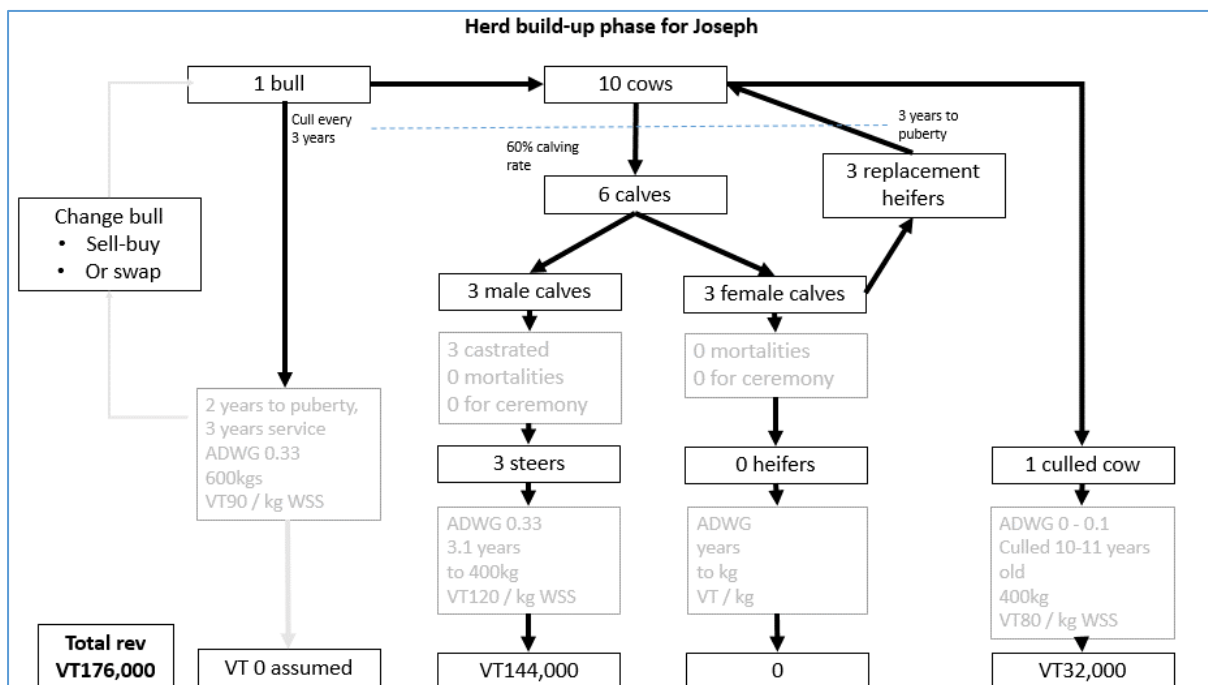 Herd build-up phase for Joseph
1 bull
10 cows
Cull every
3 years
60% calving
rate
3 years to
puberty
3 replacement
heifers
6 calves
Change bull
• Sell-buy
• Or swap
3 male calves
3 female calves
3 castrated
0 mortalities
0 for ceremony
0 mortalities
0 for ceremony
2 years to puberty,
3 years service
ADWG 0.33
600kgs
VT90 / kg WSS
3 steers
0 heifers
1 culled cow
ADWG 0.33
3.1 years
to 400kg
VT120 / kg WSS
ADWG
years
to kg
VT / kg
ADWG 0 - 0.1
Culled 10-11 years
old
400kg
VT80 / kg WSS
Total rev
VT176,000
VT 0 assumed
VT144,000
0
VT32,000